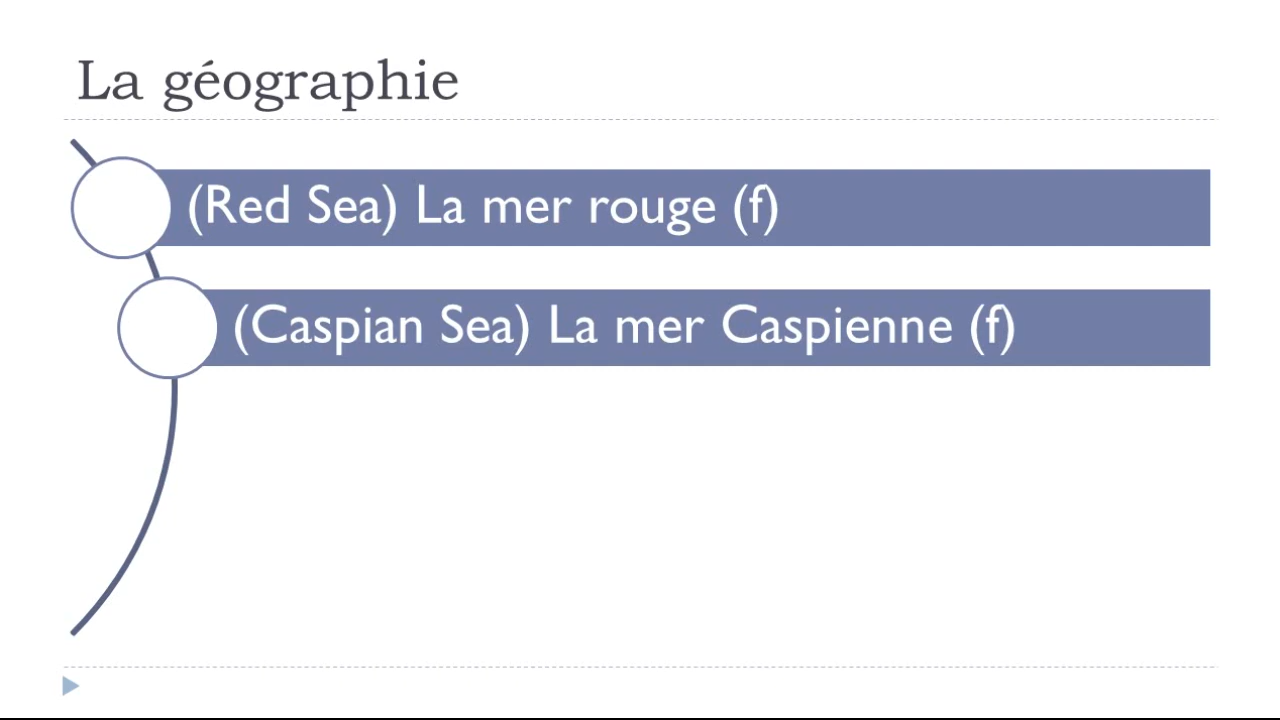 La géographie
(Red Sea) La mer rouge (f)
(Caspian Sea) La mer Caspienne (f)